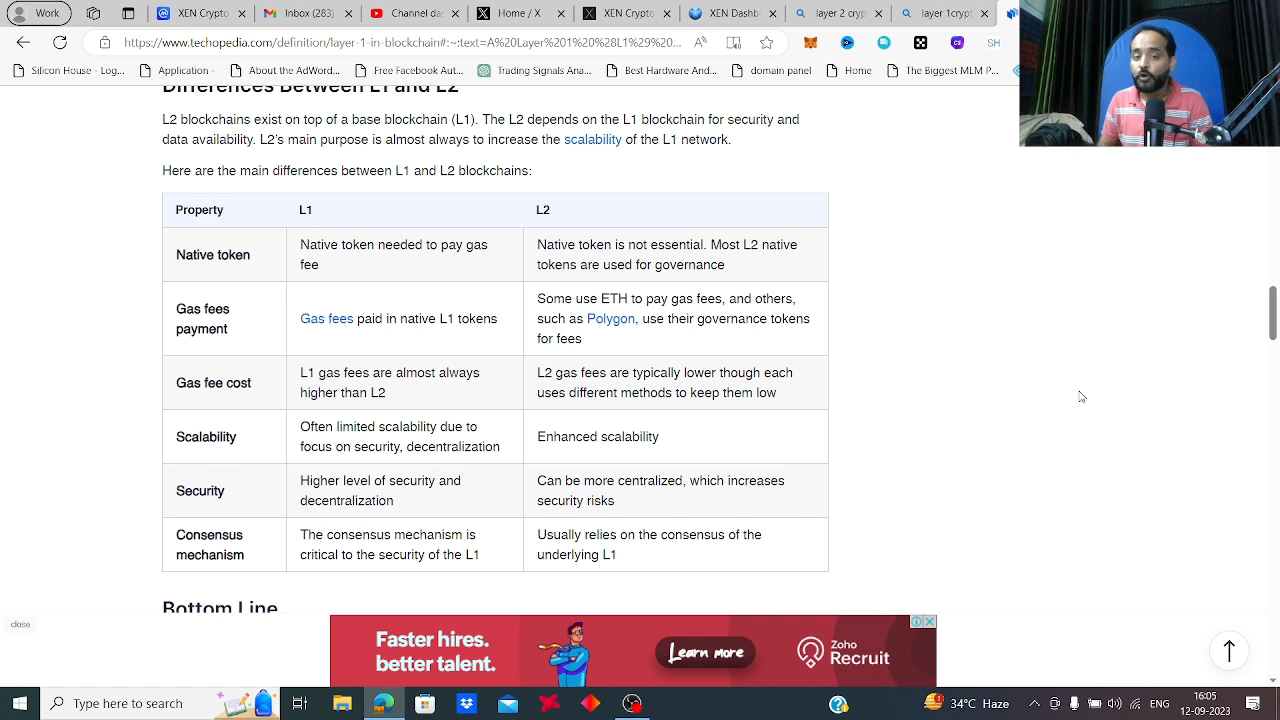 Work
Inbox (383)
canadian da
Home | XEN
XEN Crypto
XEN Dashb
layer 2 crypt
layer 1crypt
https://www.techopedia.com/definition/layer-1-in-blockchain#:~:text=A%20Layer%201%20%28L1%29%20...
SH
Silicon House - Log...
Application -
About the AdvoMA...
Free Facebook Aut...
Trading Signals Ana...
Best Hardware And...
domain panel
Home
The Biggest MLM P...
Differences Between L1 and L2
L2 blockchains exist on top of a base blockchain (L1). The L2 depends on the L1 blockchain for security and
data availability. L2's main purpose is almost always to increase the scalability of the L1 network.
Here are the main differences between L1 and L2 blockchains:
Property L1 L2
Native token
Native token needed to pay gas
fee
Native token is not essential. Most L2 native
tokens are used for governance
Gas fees
payment
Gas fees paid in native L1 tokens
Some use ETH to pay gas fees, and others,
such as Polygon, use their governance tokens
for fees
Gas fee cost
L1 gas fees are almost always
higher than L2
L2 gas fees are typically lower though each
uses different methods to keep them low
Scalability
Often limited scalability due to
focus on security, decentralization
Enhanced scalability
Security
Higher level of security and
decentralization
Can be more centralized, which increases
security risks
Consensus
mechanism
The consensus mechanism is
critical to the security of the L1
Usually relies on the consensus of the
underlying L1
Bottom Line
close
Faster hires.
better talent.
Learn more
Zoho
Recruit
Type here to search
34°C Haze
16:05
12-09-2023